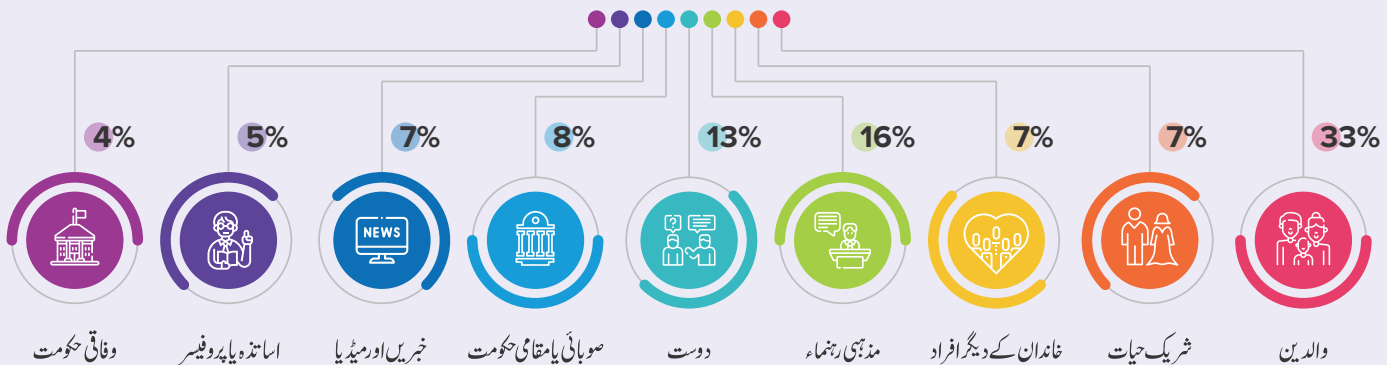 33%
7%
7%
16%
13%
8%
7%
5%
4%
NEWS
?
والدین
شریک حیات
خاندان کے دیگر افراد
مذہبی رہنماء
دوست
صوبائی یا مقامی حکومت
خبریں اور میڈیا
اساتذہ یا پروفیسر
وفاقی حکومت